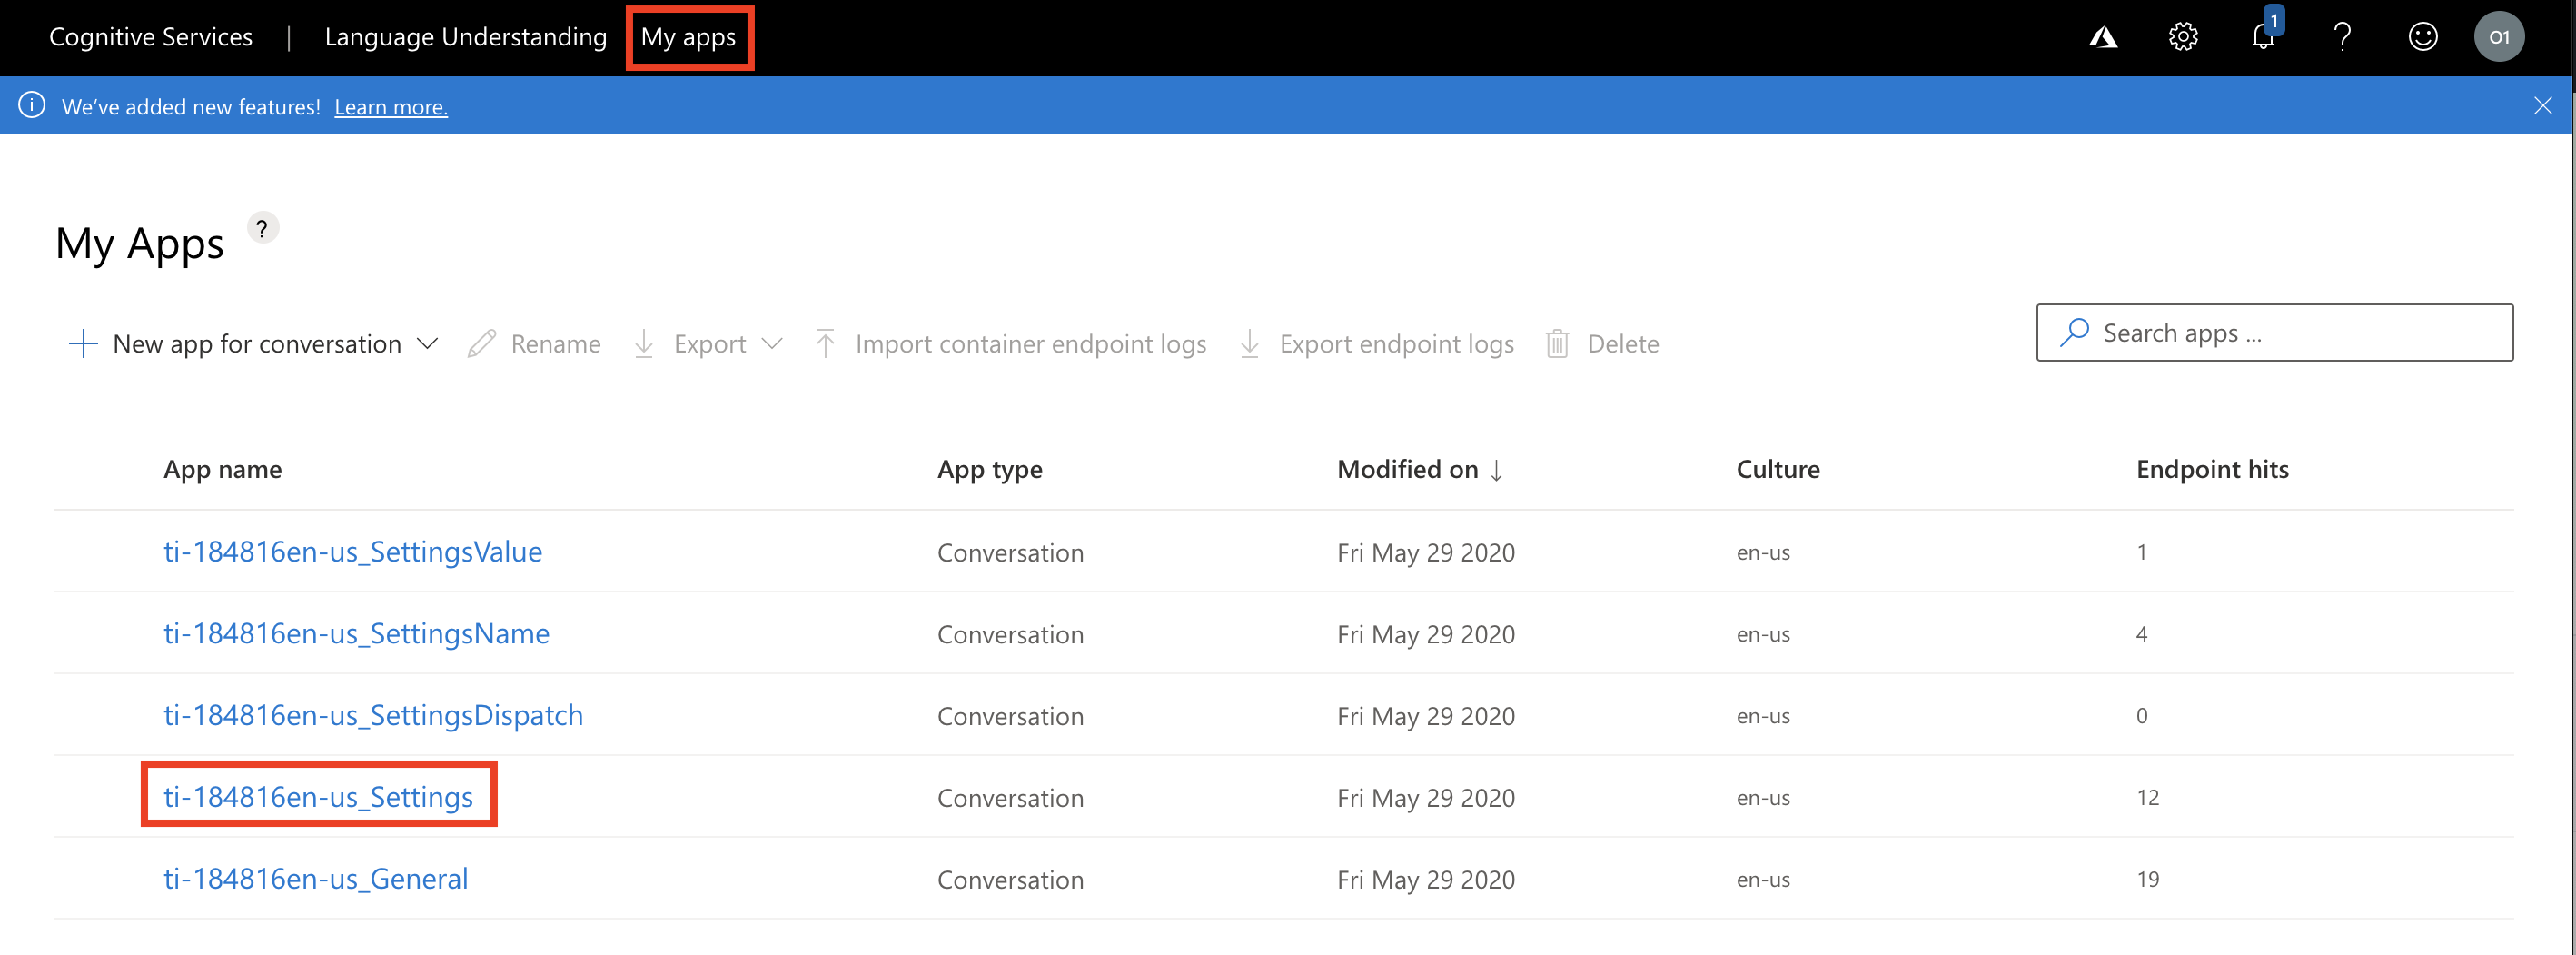 Cognitive Services | Language Understanding My apps
1
O1
We've added new features! Learn more.
My Apps ?
New app for conversation Rename Export Import container endpoint logs Export endpoint logs Delete
Search apps ...
App name App type Modified on ↓ Culture Endpoint hits
ti-184816en-us_SettingsValue Conversation Fri May 29 2020 en-us 1
ti-184816en-us_SettingsName Conversation Fri May 29 2020 en-us 4
ti-184816en-us_SettingsDispatch Conversation Fri May 29 2020 en-us 0
ti-184816en-us_Settings Conversation Fri May 29 2020 en-us 12
ti-184816en-us_General Conversation Fri May 29 2020 en-us 19